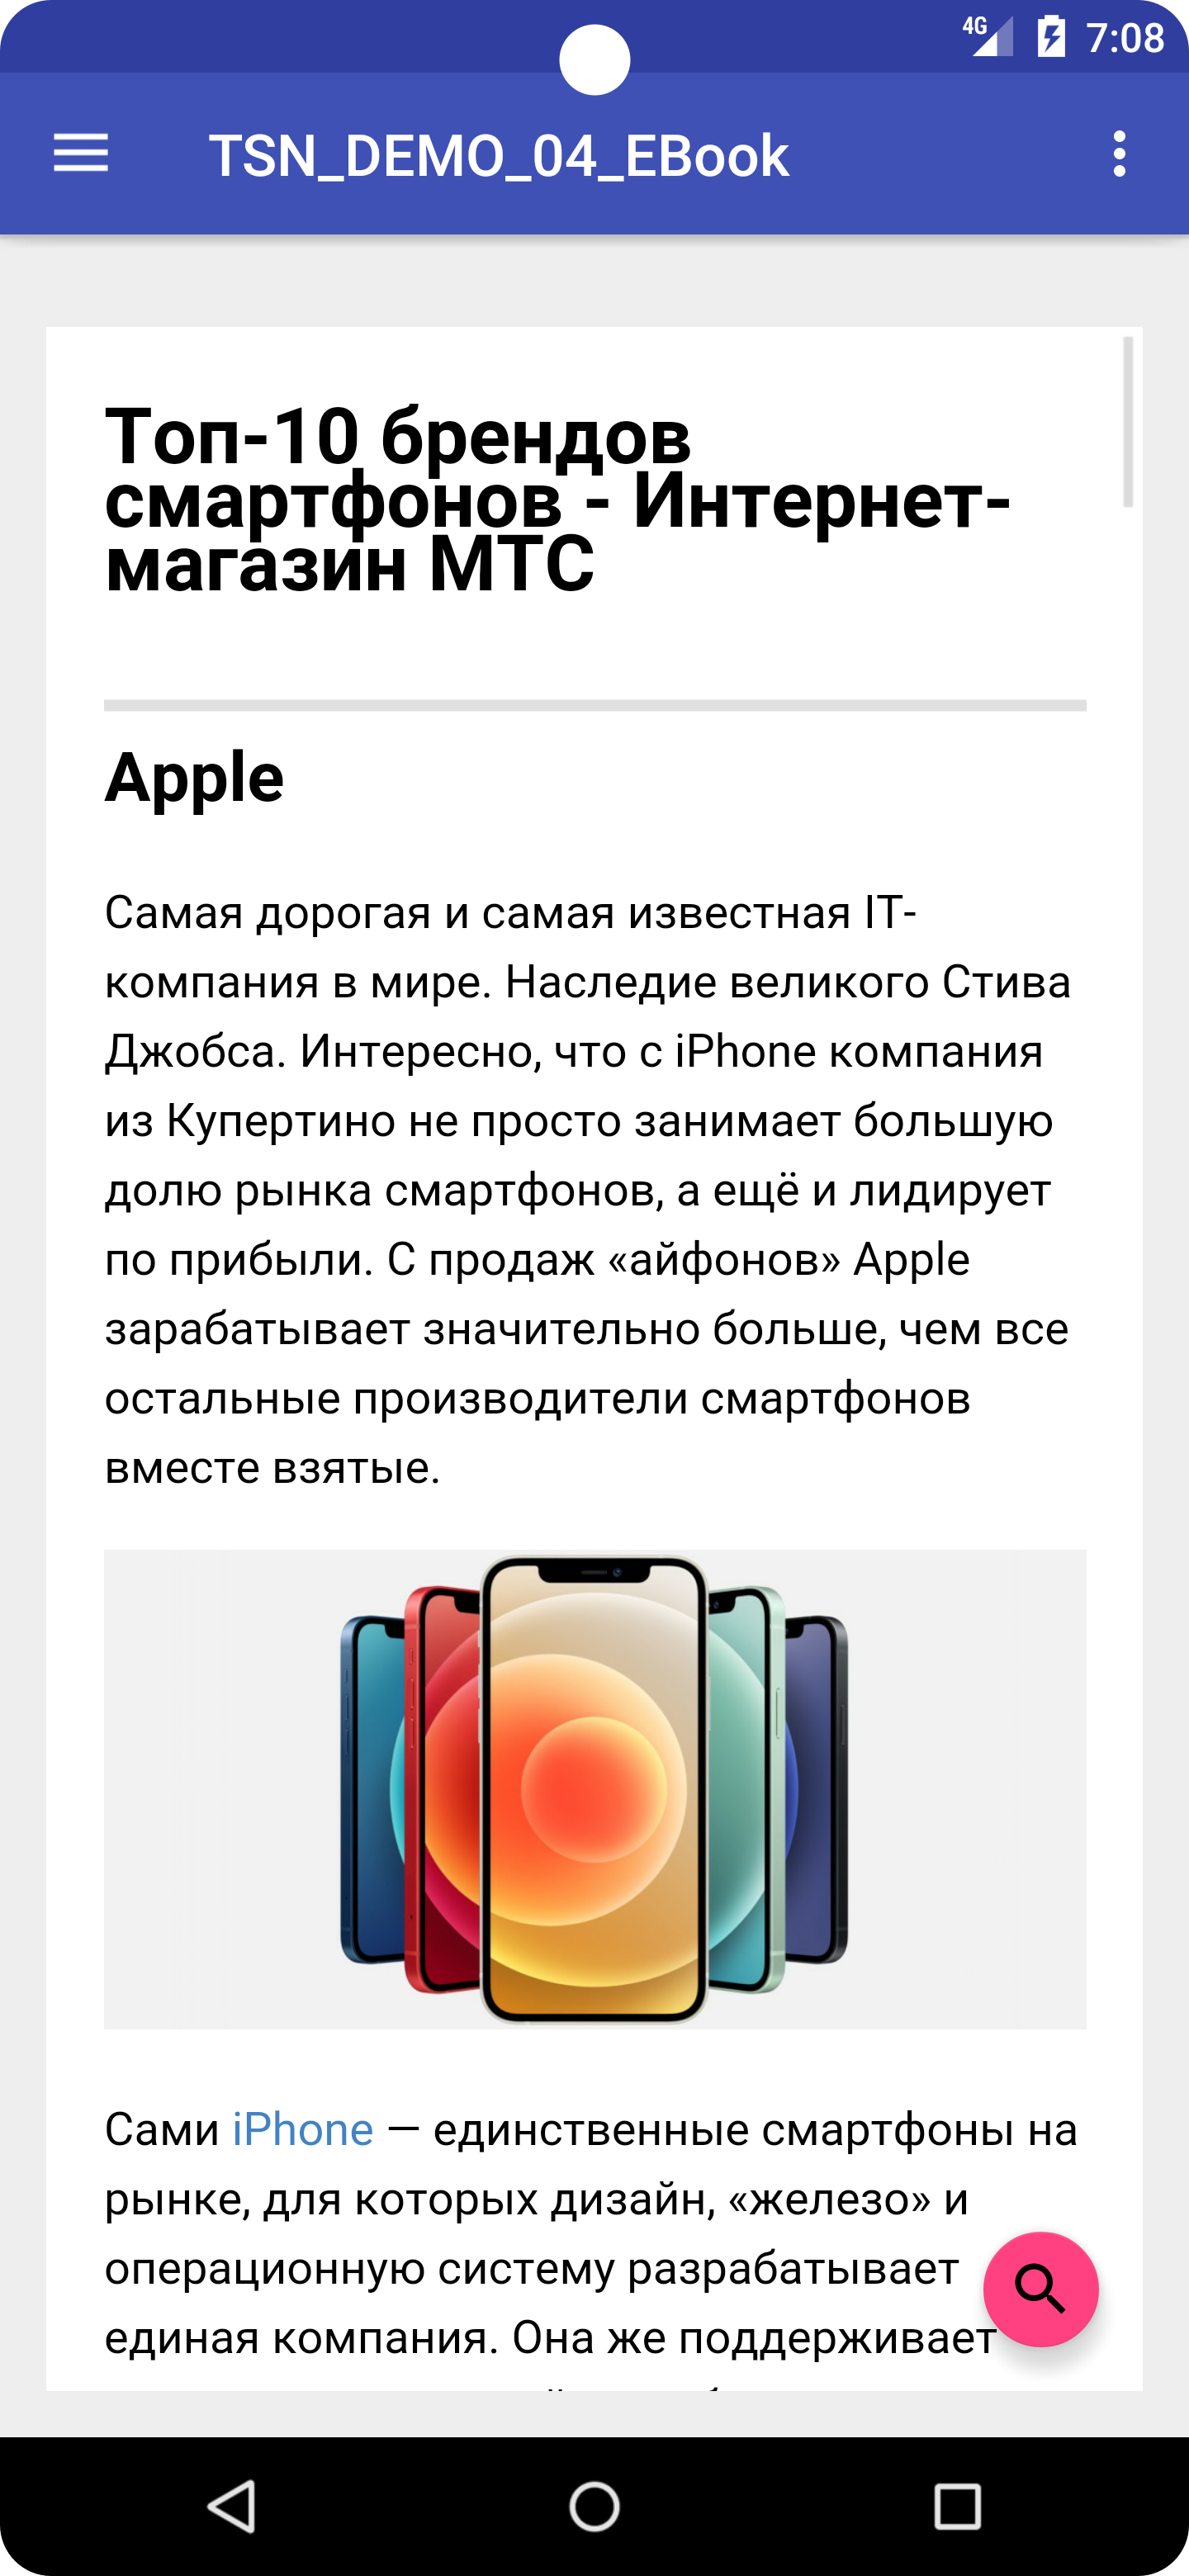 4G 7:08
TSN_DEMO_04_EBook
Топ-10 брендов
смартфонов - Интернет-
магазин МТС
Apple
Самая дорогая и самая известная IT-
компания в мире. Наследие великого Стива
Джобса. Интересно, что с iPhone компания
из Купертино не просто занимает большую
долю рынка смартфонов, а ещё и лидирует
по прибыли. С продаж «айфонов» Apple
зарабатывает значительно больше, чем все
остальные производители смартфонов
вместе взятые.
Сами iPhone — единственные смартфоны на
рынке, для которых дизайн, «железо» и
операционную систему разрабатывает
единая компания. Она же поддерживает